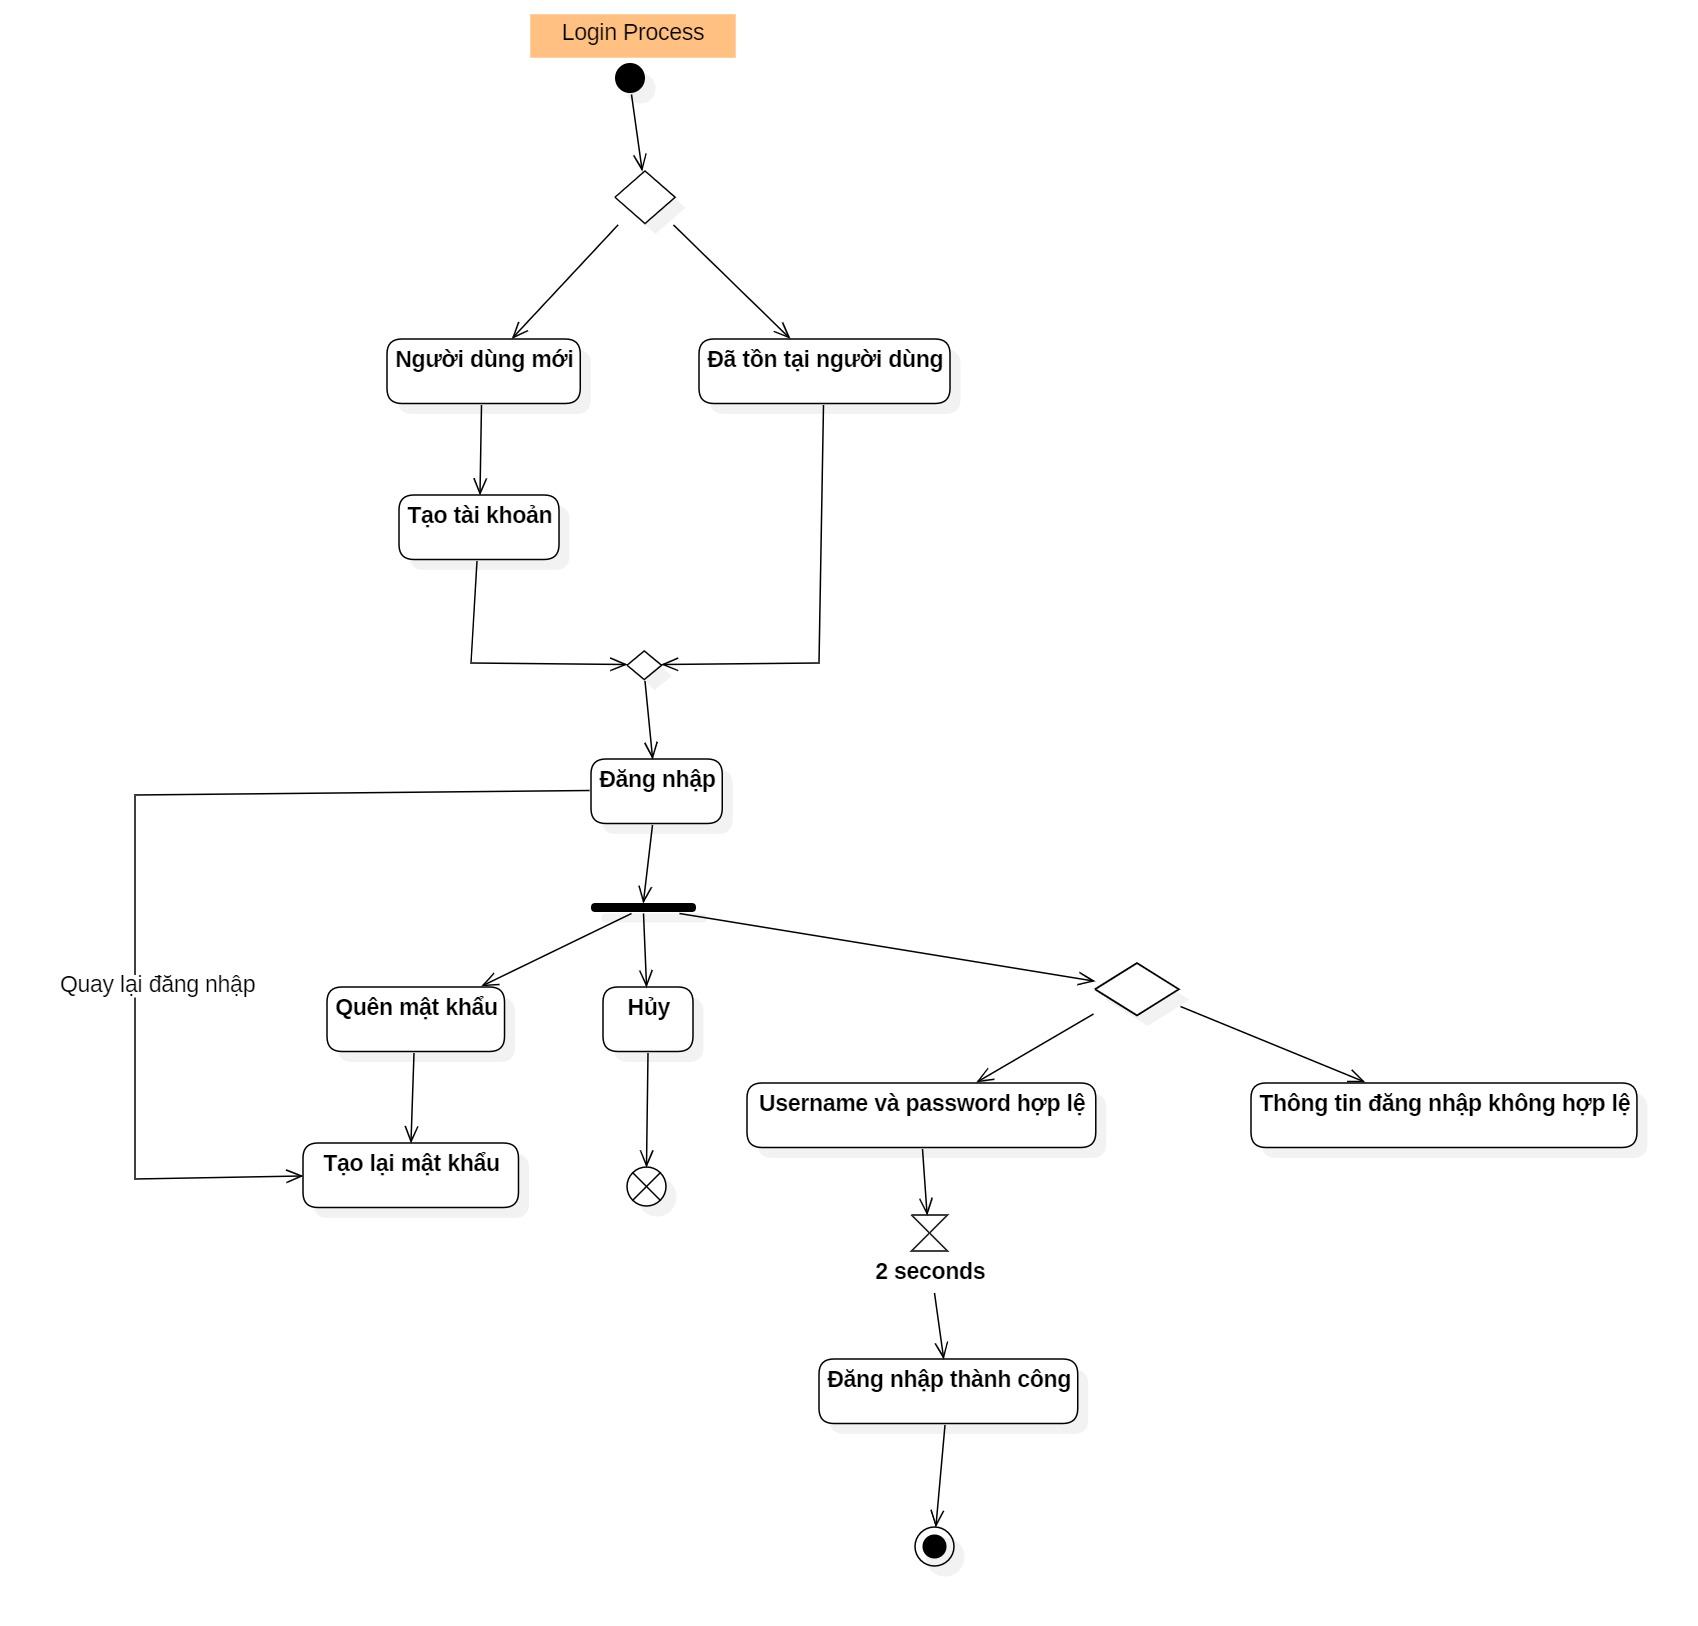 Login Process
Người dùng mới
Đã tồn tại người dùng
Tạo tài khoản
Đăng nhập
Quay lại đăng nhập
Quên mật khẩu
Hủy
Username và password hợp lệ
Thông tin đăng nhập không hợp lệ
Tạo lại mật khẩu
2 seconds
Đăng nhập thành công